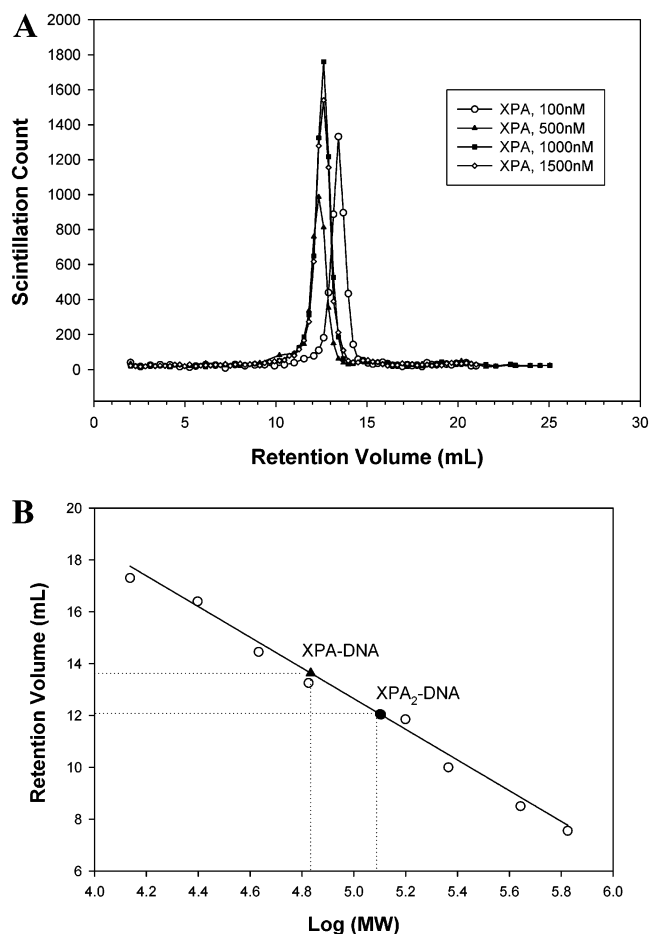 A
2000
1800
1600
1400
1200
1000
800
600
400
200
0
Scintillation Count
XPA, 100nM
XPA, 500nM
XPA, 1000nM
XPA, 1500nM
0 5 10 15 20 25 30
Retention Volume (mL)
B
20
18
16
14
12
10
8
6
Retention Volume (mL)
XPA-DNA
XPA₂-DNA
4.0 4.2 4.4 4.6 4.8 5.0 5.2 5.4 5.6 5.8 6.0
Log (MW)